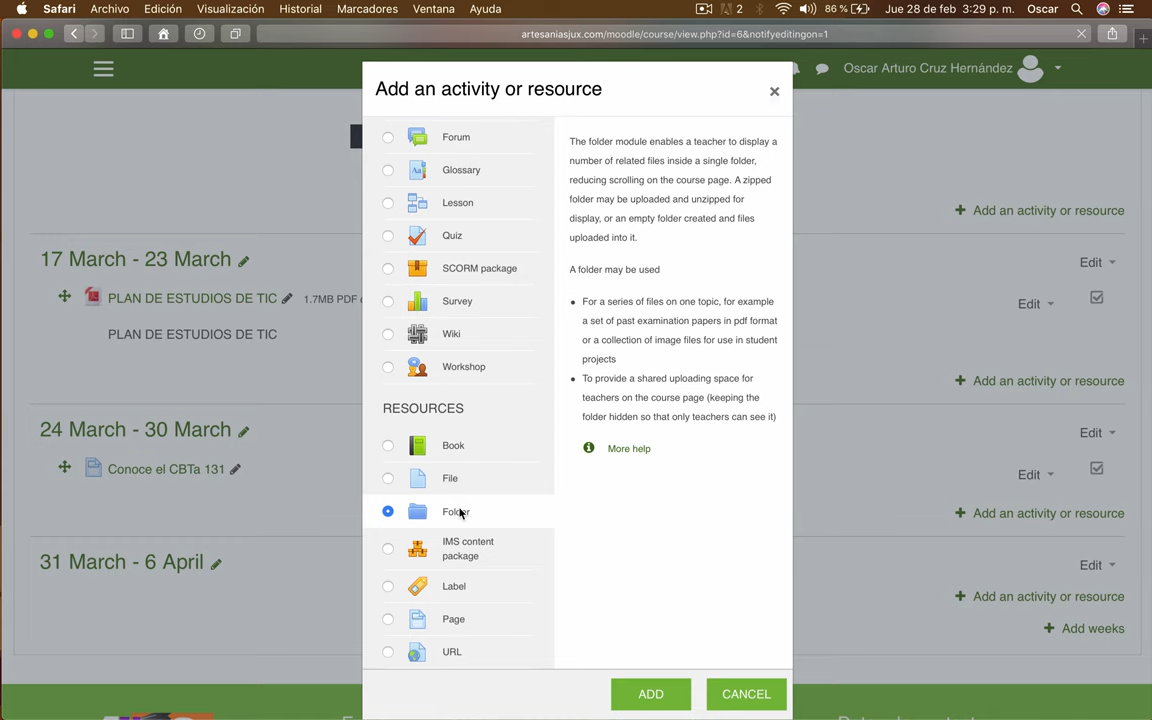 Safari Archivo Edición Visualización Historial Marcadores Ventana Ayuda 2 86 % Jue 28 de feb 3:29 p. m. Oscar
artesaniasjux.com/moodle/course/view.php?id=6&notifyeditingon=1
Oscar Arturo Cruz Hernández
Add an activity or resource ×
Forum
Glossary
Lesson
Quiz
SCORM package
Survey
Wiki
Workshop
RESOURCES
Book
File
Folder
IMS content
package
Label
Page
URL
The folder module enables a teacher to display a
number of related files inside a single folder,
reducing scrolling on the course page. A zipped
folder may be uploaded and unzipped for
display, or an empty folder created and files
uploaded into it.
A folder may be used
• For a series of files on one topic, for example
a set of past examination papers in pdf format
or a collection of image files for use in student
projects
• To provide a shared uploading space for
teachers on the course page (keeping the
folder hidden so that only teachers can see it)
More help
ADD CANCEL
+ Add an activity or resource
17 March - 23 March Edit
PLAN DE ESTUDIOS DE TIC 1.7MB PDF Edit
PLAN DE ESTUDIOS DE TIC
+ Add an activity or resource
24 March - 30 March Edit
Conoce el CBTa 131 Edit
+ Add an activity or resource
31 March - 6 April Edit
+ Add an activity or resource
+ Add weeks